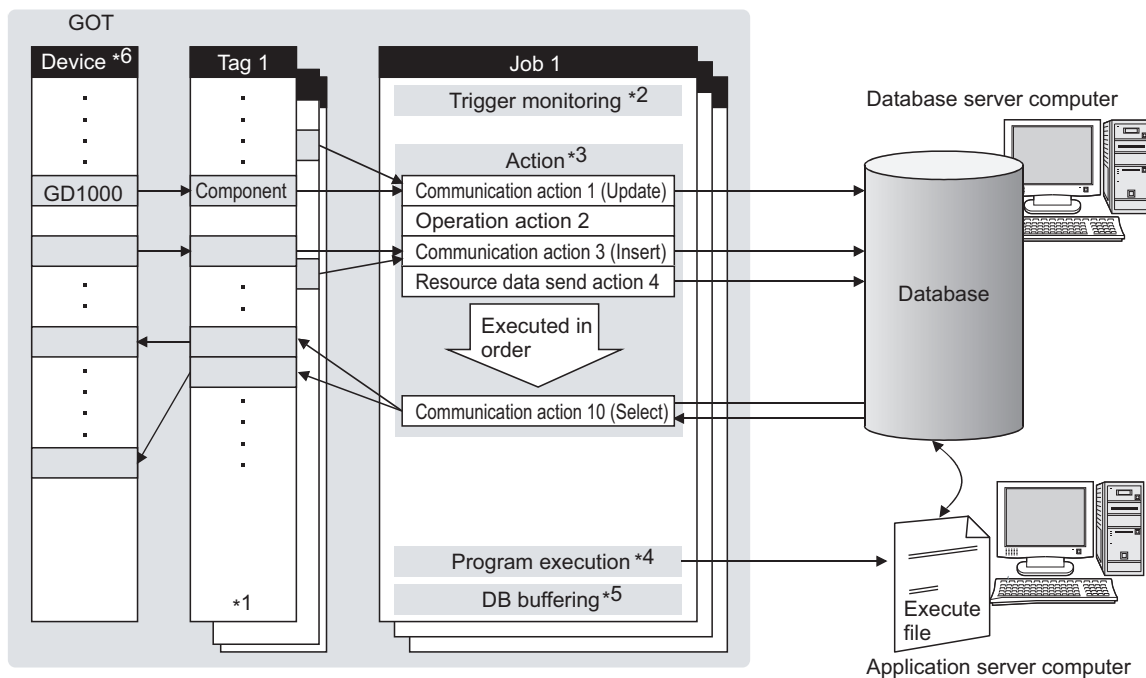 GOT
Device *6
Tag 1
Job 1
Trigger monitoring *2
Database server computer
Action*3
GD1000
Component
Communication action 1 (Update)
Operation action 2
Communication action 3 (Insert)
Resource data send action 4
Database
Executed in
order
Communication action 10 (Select)
Program execution *4
*1
DB buffering*5
Execute
file
Application server computer